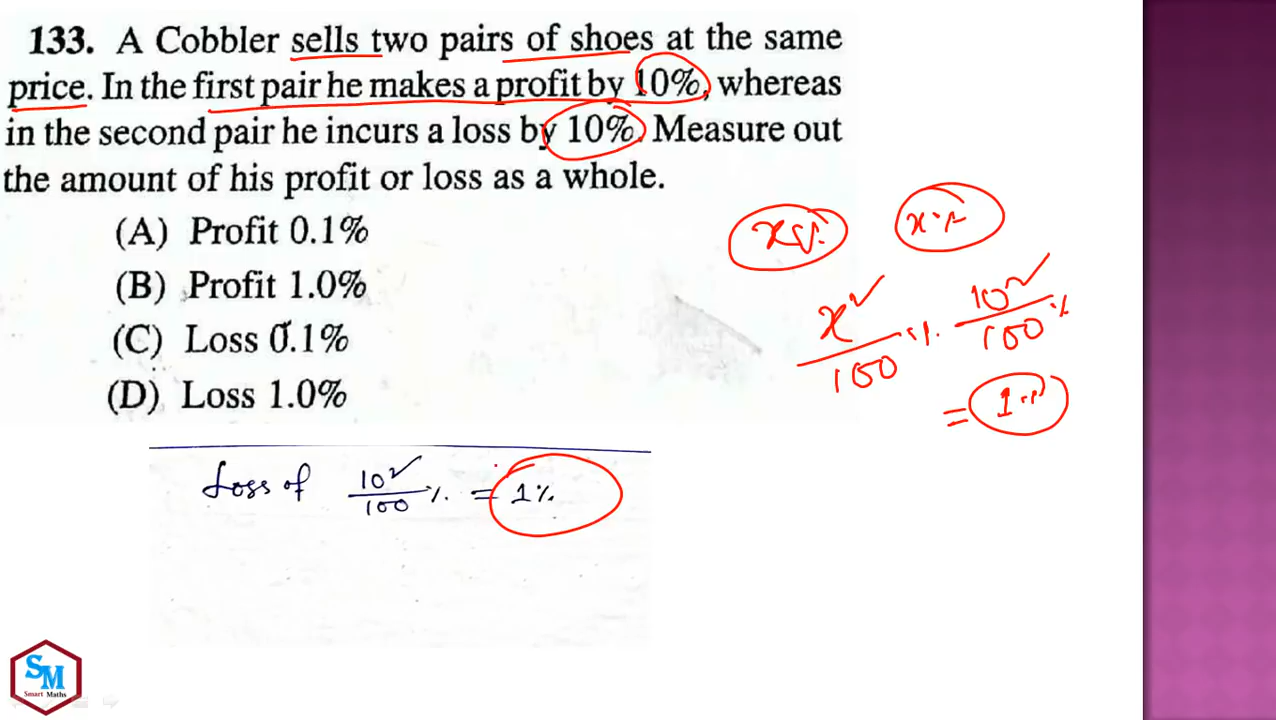 133. A Cobbler sells two pairs of shoes at the same
price. In the first pair he makes a profit by 10%, whereas
in the second pair he incurs a loss by 10%. Measure out
the amount of his profit or loss as a whole.
(A) Profit 0.1%
(B) Profit 1.0%
(C) Loss 0.1%
(D) Loss 1.0%
x% x%
x²/100 % 10²/100 %
= 1%
Loss of 10²/100 % = 1%
SM
Smart Maths